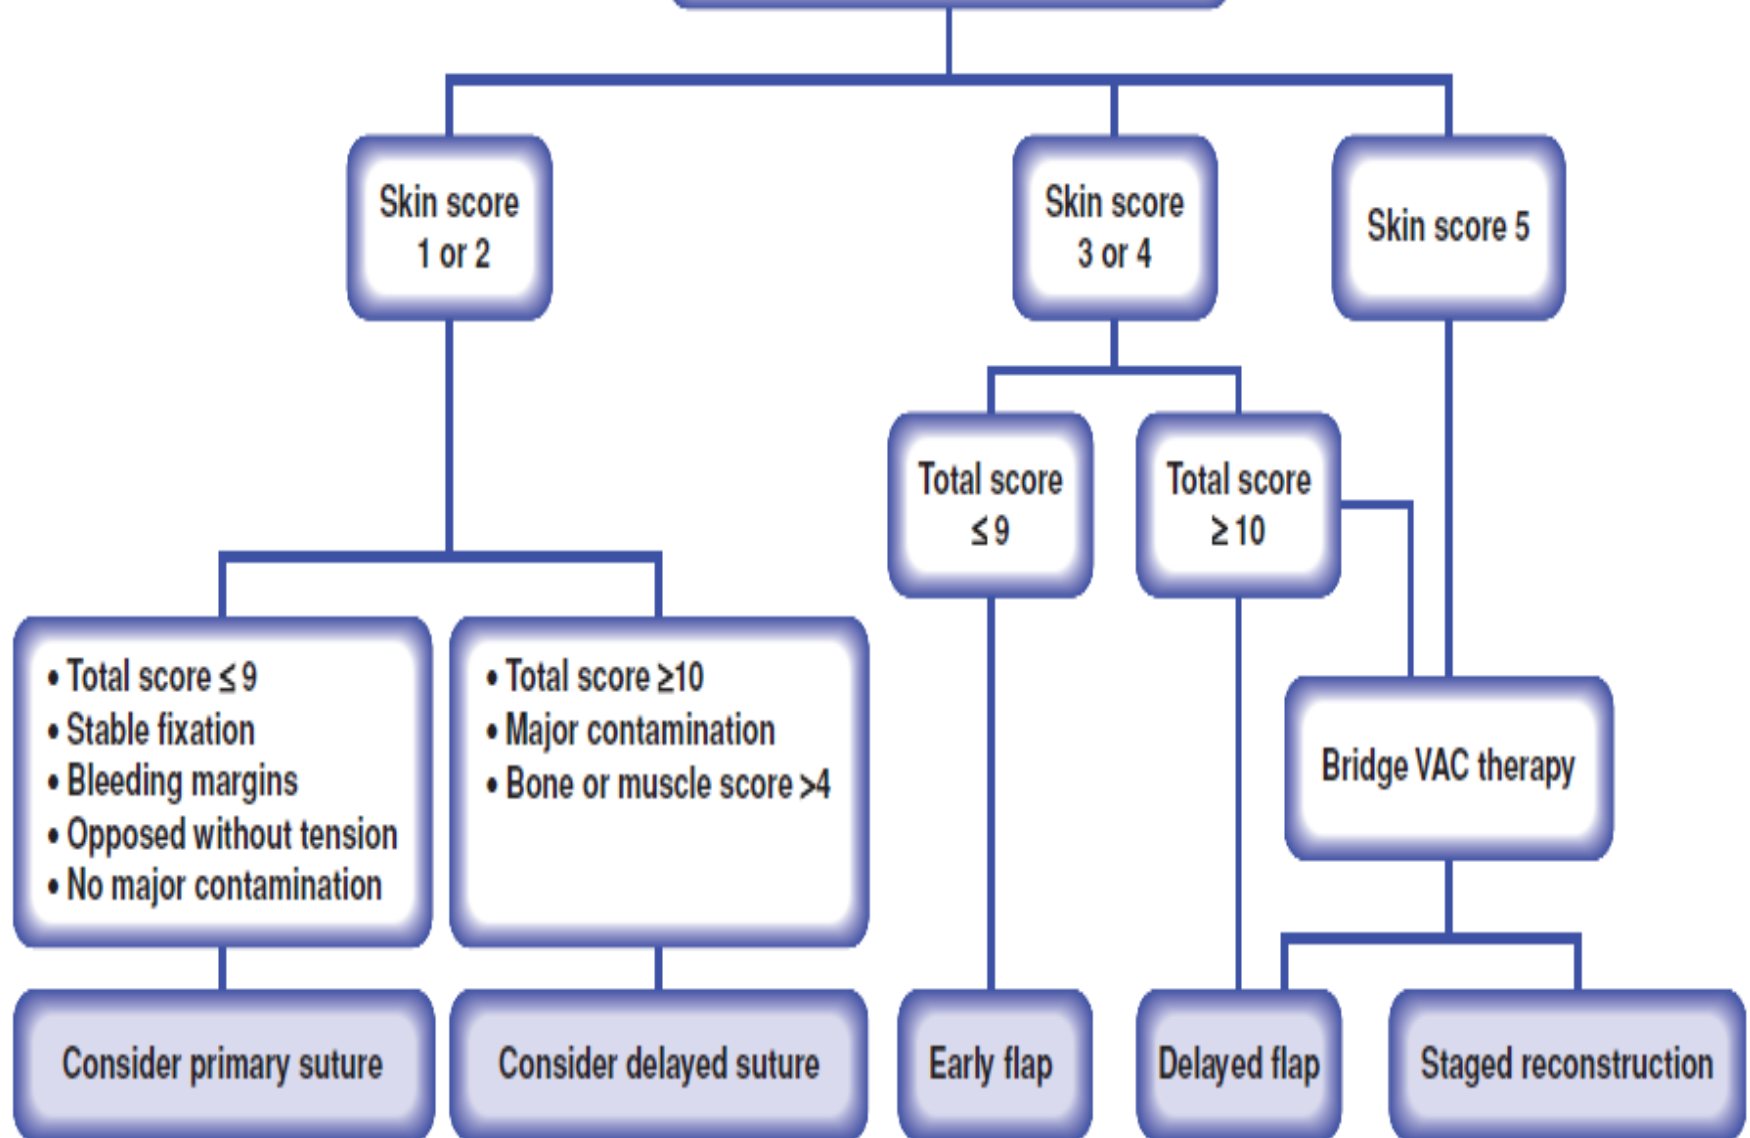 Skin score
1 or 2
Skin score
3 or 4
Skin score 5
Total score
≤ 9
Total score
≥ 10
• Total score ≤ 9
• Stable fixation
• Bleeding margins
• Opposed without tension
• No major contamination
• Total score ≥10
• Major contamination
• Bone or muscle score >4
Bridge VAC therapy
Consider primary suture
Consider delayed suture
Early flap
Delayed flap
Staged reconstruction